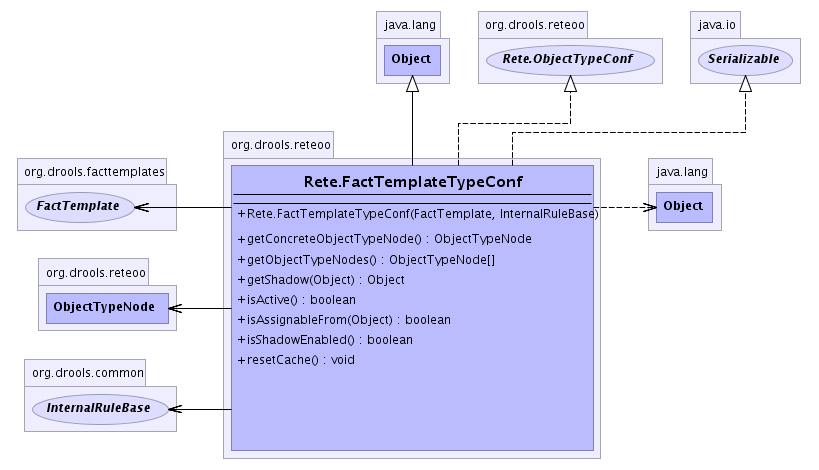 java.lang
Object
org.drools.reteoo
Rete.ObjectTypeConf
java.io
Serializable
org.drools.reteoo
Rete.FactTemplateTypeConf
+Rete.FactTemplateTypeConf(FactTemplate, InternalRuleBase)
+getConcreteObjectTypeNode() : ObjectTypeNode
+getObjectTypeNodes() : ObjectTypeNode[]
+getShadow(Object) : Object
+isActive() : boolean
+isAssignableFrom(Object) : boolean
+isShadowEnabled() : boolean
+resetCache() : void
org.drools.facttemplates
FactTemplate
org.drools.reteoo
ObjectTypeNode
org.drools.common
InternalRuleBase
java.lang
Object